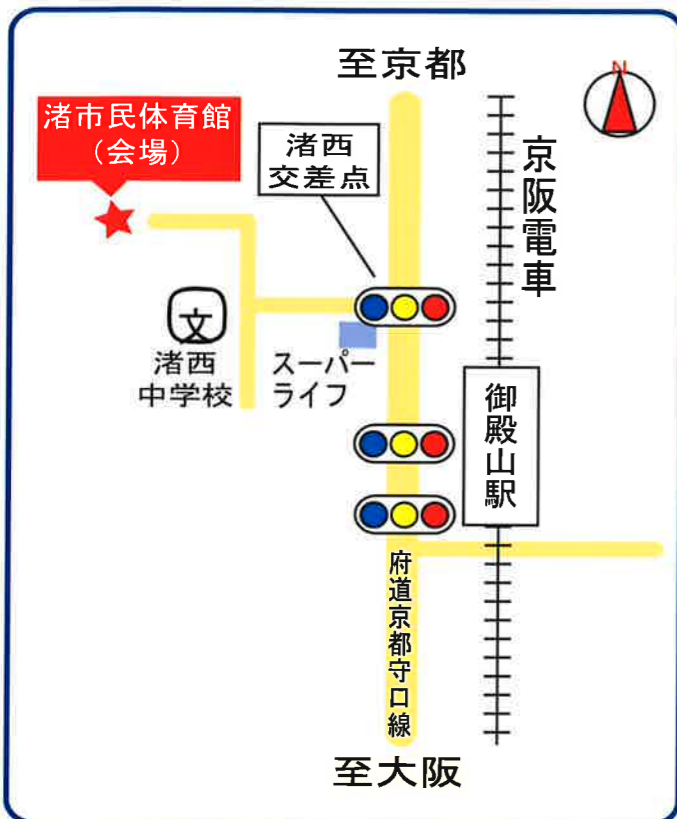 至京都
N
渚市民体育館
（会場）
渚西
交差点
京阪電車
文
渚西
中学校
スーパー
ライフ
御殿山駅
府道京都守口線
至大阪